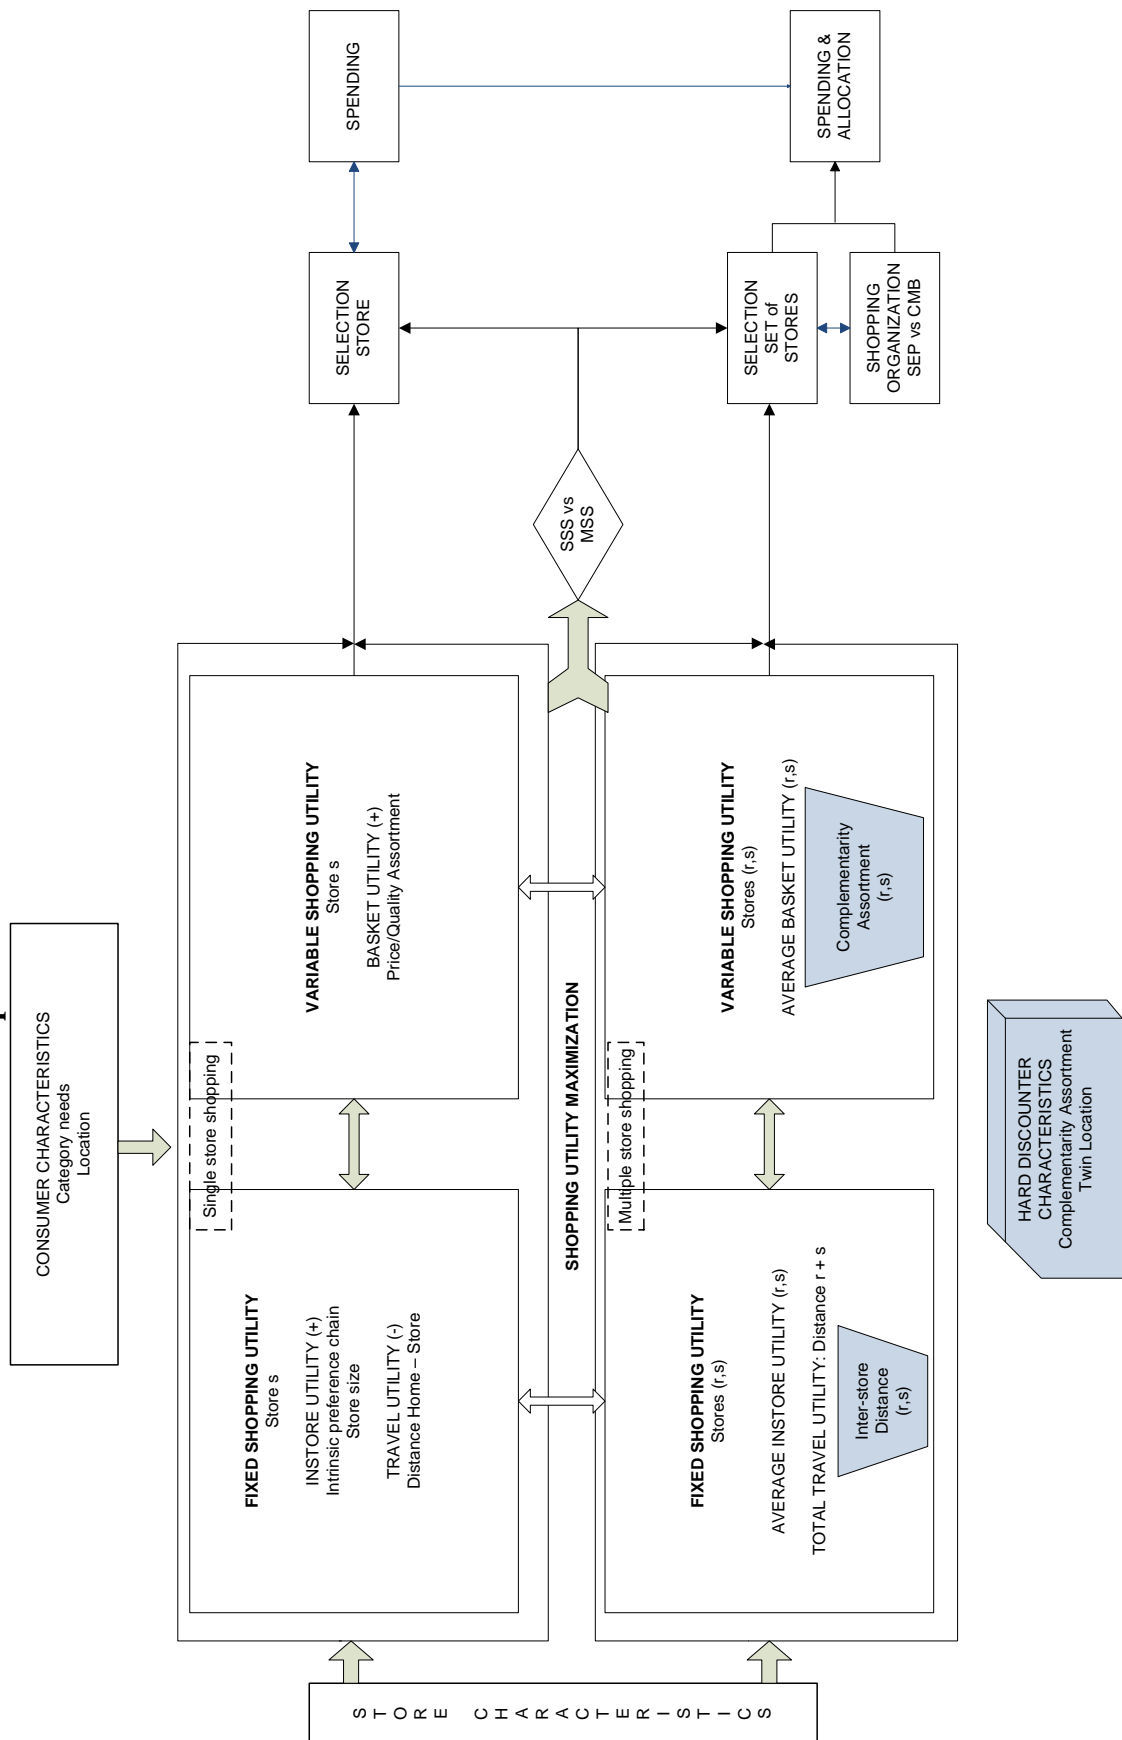 CONSUMER CHARACTERISTICS
Category needs
Location
STORE CHARACTERISTICS
Single store shopping
FIXED SHOPPING UTILITY
Store s
INSTORE UTILITY (+)
Intrinsic preference chain
Store size
TRAVEL UTILITY (-)
Distance Home – Store
VARIABLE SHOPPING UTILITY
Store s
BASKET UTILITY (+)
Price/Quality Assortment
SHOPPING UTILITY MAXIMIZATION
Multiple store shopping
FIXED SHOPPING UTILITY
Stores (r,s)
AVERAGE INSTORE UTILITY (r,s)
TOTAL TRAVEL UTILITY: Distance r + s
Inter-store
Distance
(r,s)
VARIABLE SHOPPING UTILITY
Stores (r,s)
AVERAGE BASKET UTILITY (r,s)
Complementarity
Assortment
(r,s)
HARD DISCOUNTER
CHARACTERISTICS
Complementarity Assortment
Twin Location
SSS vs
MSS
SELECTION
STORE
SPENDING
SELECTION
SET of
STORES
SHOPPING
ORGANIZATION
SEP vs CMB
SPENDING &
ALLOCATION